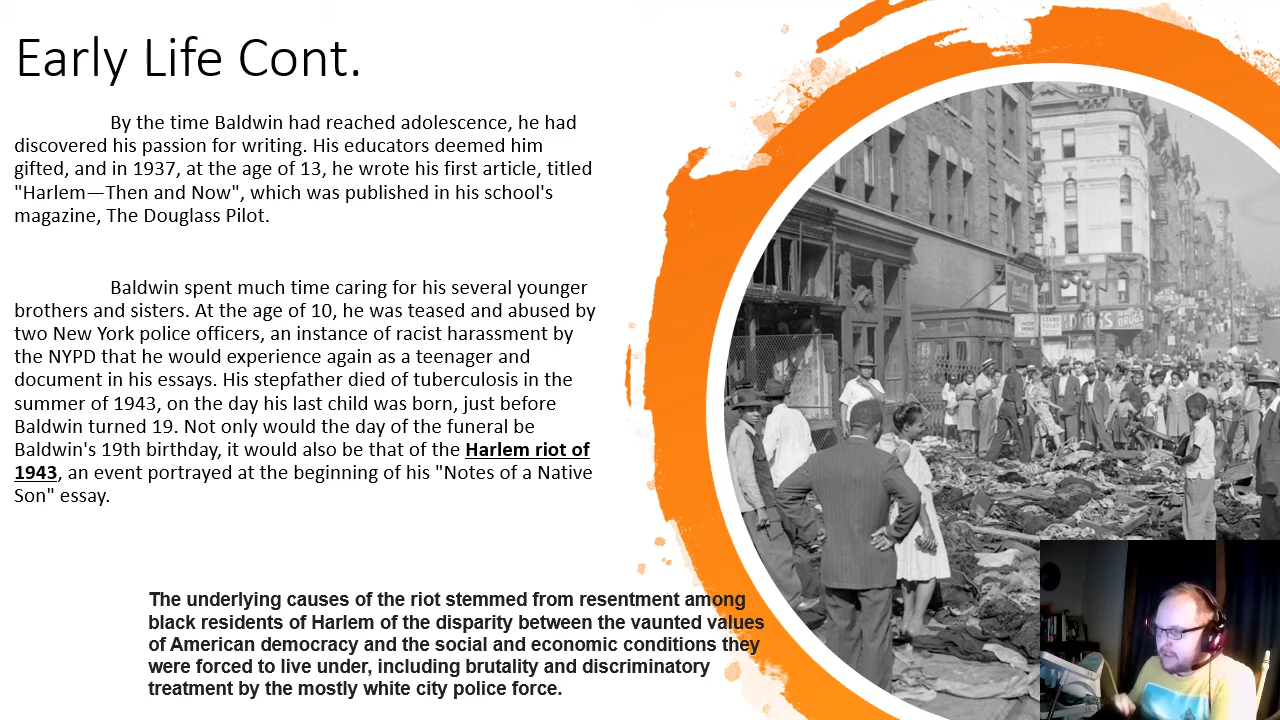 Early Life Cont.
By the time Baldwin had reached adolescence, he had
discovered his passion for writing. His educators deemed him
gifted, and in 1937, at the age of 13, he wrote his first article, titled
"Harlem—Then and Now", which was published in his school's
magazine, The Douglass Pilot.
Baldwin spent much time caring for his several younger
brothers and sisters. At the age of 10, he was teased and abused by
two New York police officers, an instance of racist harassment by
the NYPD that he would experience again as a teenager and
document in his essays. His stepfather died of tuberculosis in the
summer of 1943, on the day his last child was born, just before
Baldwin turned 19. Not only would the day of the funeral be
Baldwin's 19th birthday, it would also be that of the Harlem riot of
1943, an event portrayed at the beginning of his "Notes of a Native
Son" essay.
The underlying causes of the riot stemmed from resentment among
black residents of Harlem of the disparity between the vaunted values
of American democracy and the social and economic conditions they
were forced to live under, including brutality and discriminatory
treatment by the mostly white city police force.
DRUGS